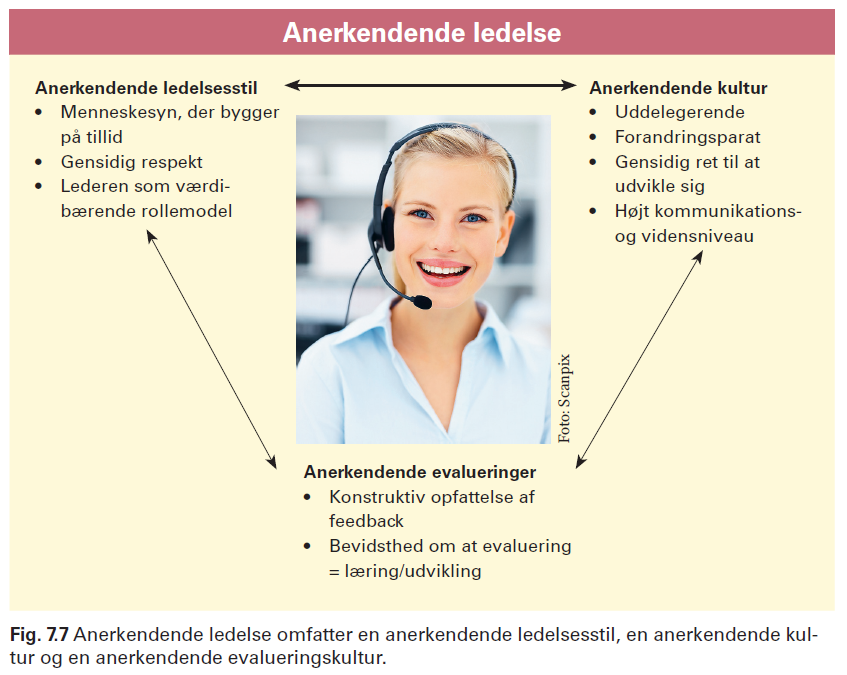 Anerkendende ledelse
Anerkendende ledelsesstil
• Menneskesyn, der bygger
på tillid
• Gensidig respekt
• Lederen som værdi-
bærende rollemodel
Anerkendende kultur
• Uddelegerende
• Forandringsparat
• Gensidig ret til at
udvikle sig
• Højt kommunikations-
og vidensniveau
Foto: Scanpix
Anerkendende evalueringer
• Konstruktiv opfattelse af
feedback
• Bevidsthed om at evaluering
= læring/udvikling
Fig. 7.7 Anerkendende ledelse omfatter en anerkendende ledelsesstil, en anerkendende kul-
tur og en anerkendende evalueringskultur.